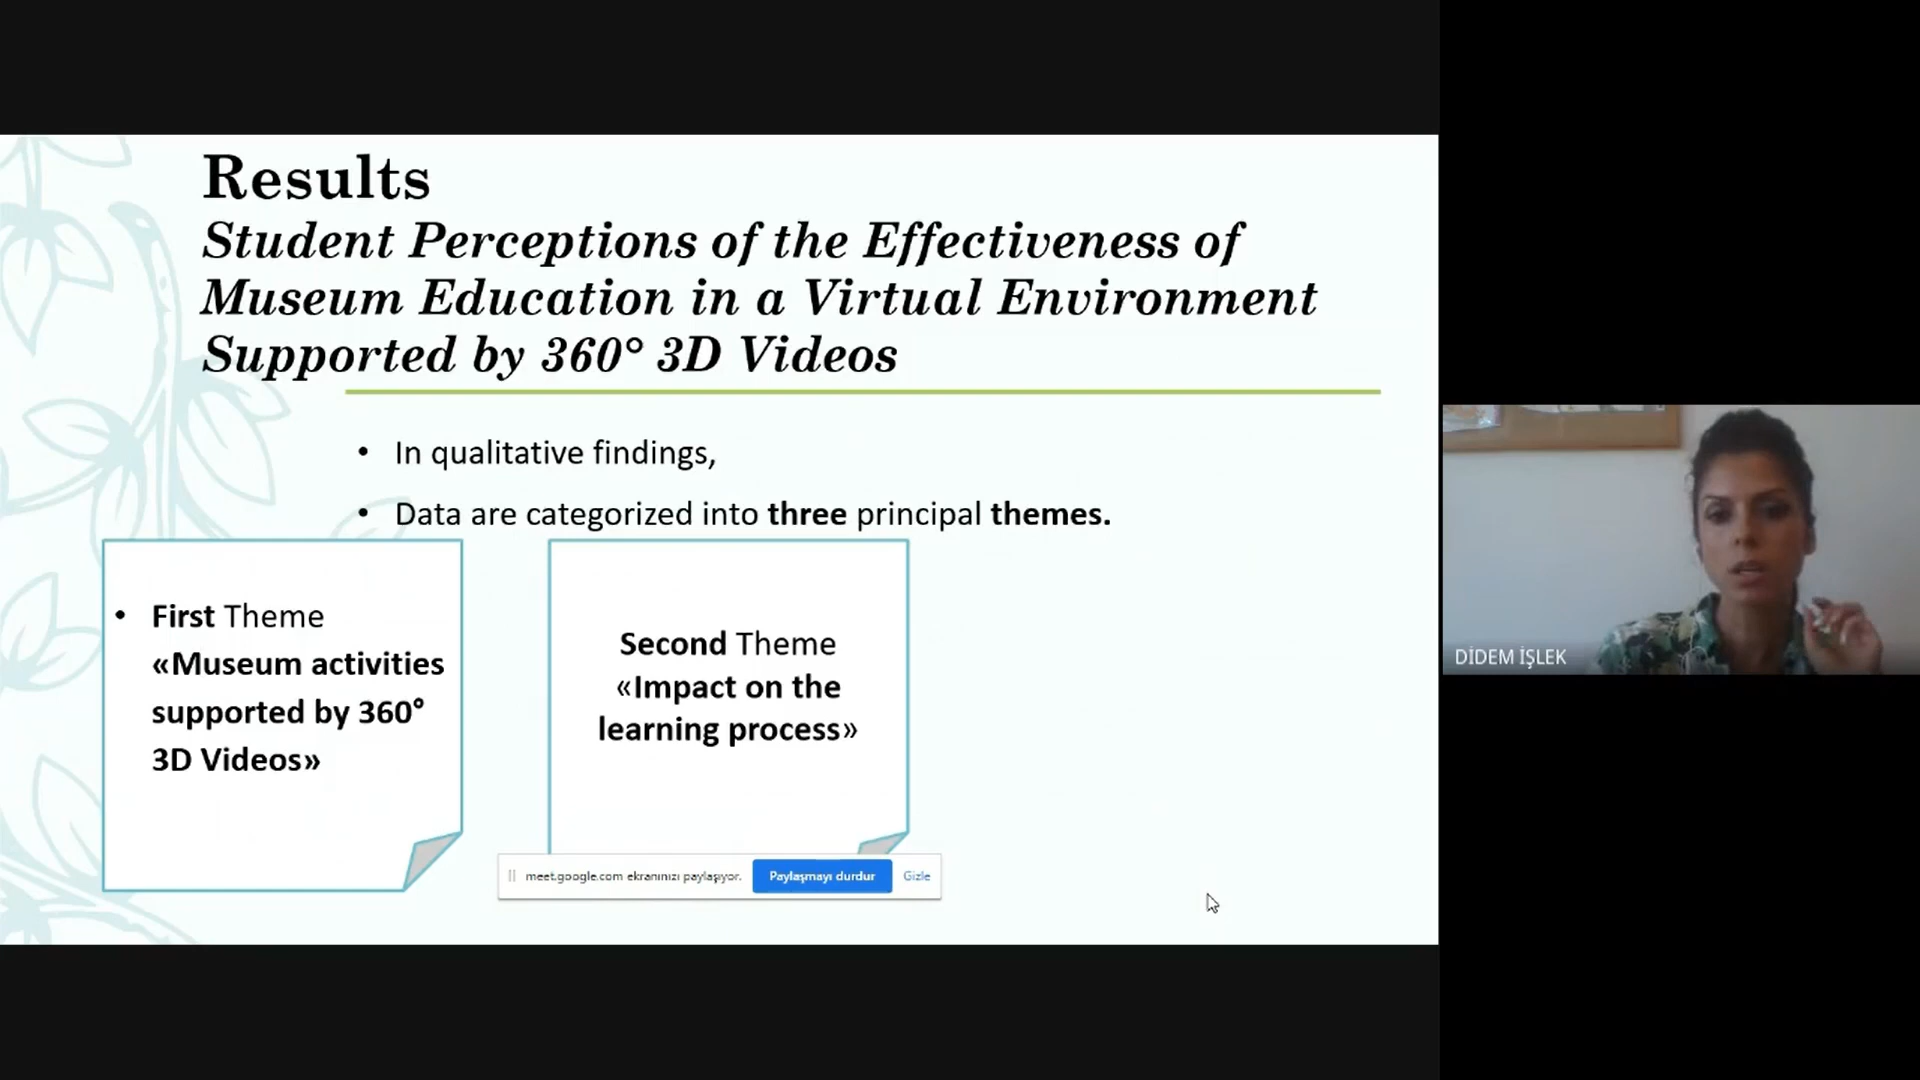 Results
Student Perceptions of the Effectiveness of
Museum Education in a Virtual Environment
Supported by 360° 3D Videos
• In qualitative findings,
• Data are categorized into three principal themes.
• First Theme
«Museum activities
supported by 360°
3D Videos»
Second Theme
«Impact on the
learning process»
meet.google.com ekranınızı paylaşıyor. Paylaşmayı durdur Gizle
DİDEM İŞLEK